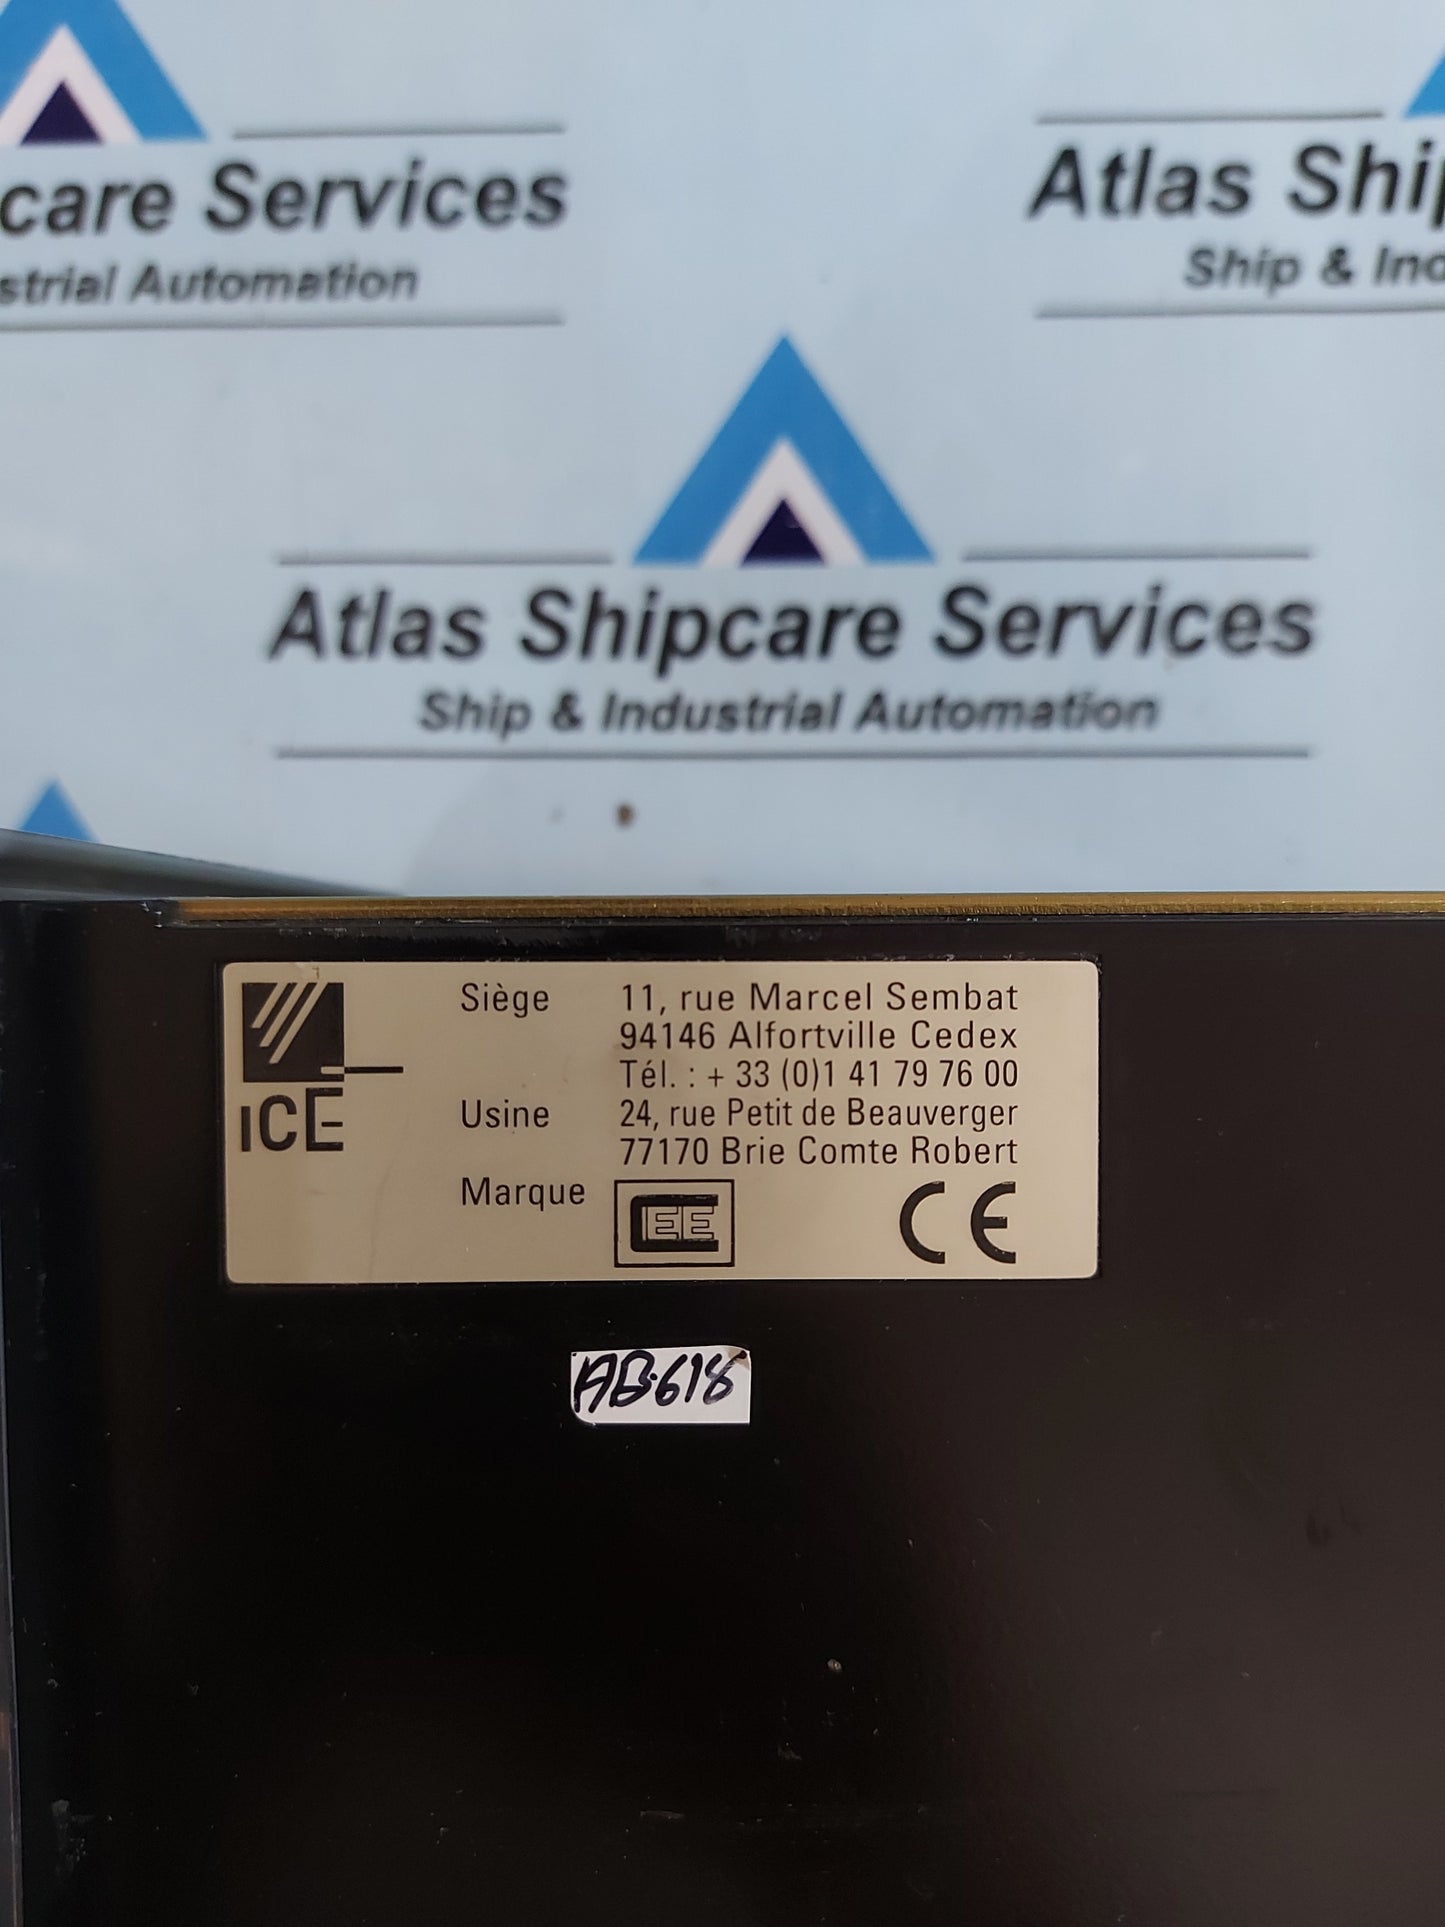 care Services
strial Automation
Atlas Ship
Ship & Ind
Atlas Shipcare Services
Ship & Industrial Automation
ICE
Siège 11, rue Marcel Sembat
94146 Alfortville Cedex
Tél. : + 33 (0)1 41 79 76 00
Usine 24, rue Petit de Beauverger
77170 Brie Comte Robert
Marque CEE CE
AB-618